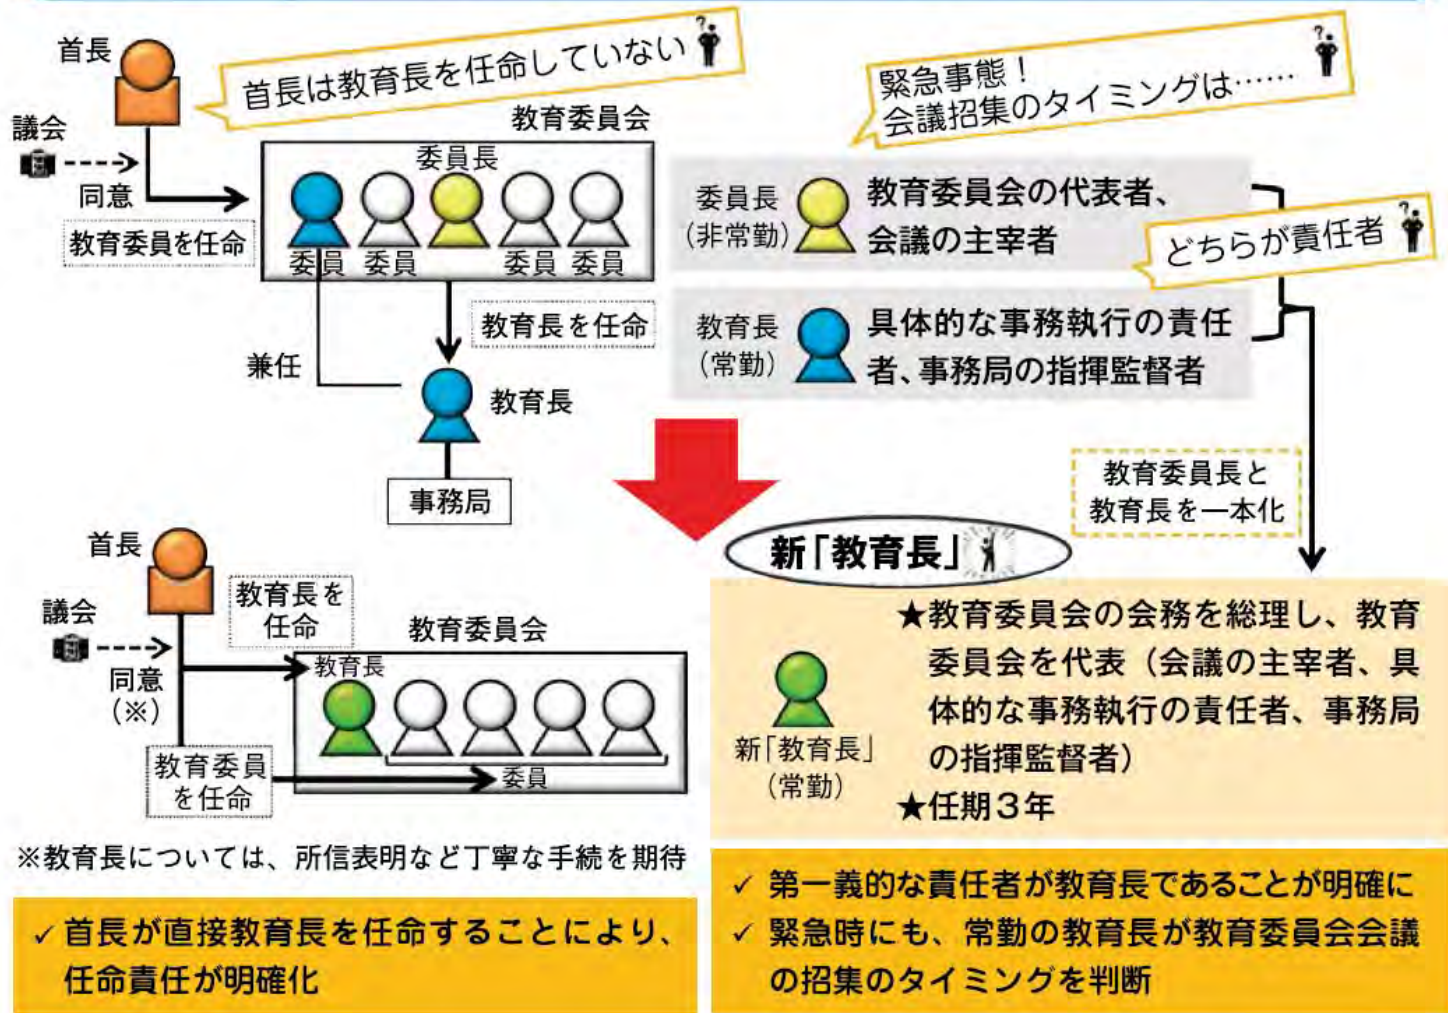 首長
首長は教育長を任命していない
議会
同意
教育委員を任命
教育委員会
委員長
委員
委員
委員
委員
教育長を任命
兼任
教育長
事務局
緊急事態！
会議招集のタイミングは……
委員長
（非常勤）
教育委員会の代表者、
会議の主宰者
どちらが責任者
教育長
（常勤）
具体的な事務執行の責任
者、事務局の指揮監督者
教育委員長と
教育長を一本化
首長
議会
同意
（※）
教育長を
任命
教育委員
を任命
教育委員会
教育長
委員
※教育長については、所信表明など丁寧な手続を期待
✓ 首長が直接教育長を任命することにより、
任命責任が明確化
新「教育長」
新「教育長」
（常勤）
★教育委員会の会務を総理し、教育
委員会を代表（会議の主宰者、具
体的な事務執行の責任者、事務局
の指揮監督者）
★任期３年
✓ 第一義的な責任者が教育長であることが明確に
✓ 緊急時にも、常勤の教育長が教育委員会会議
の招集のタイミングを判断